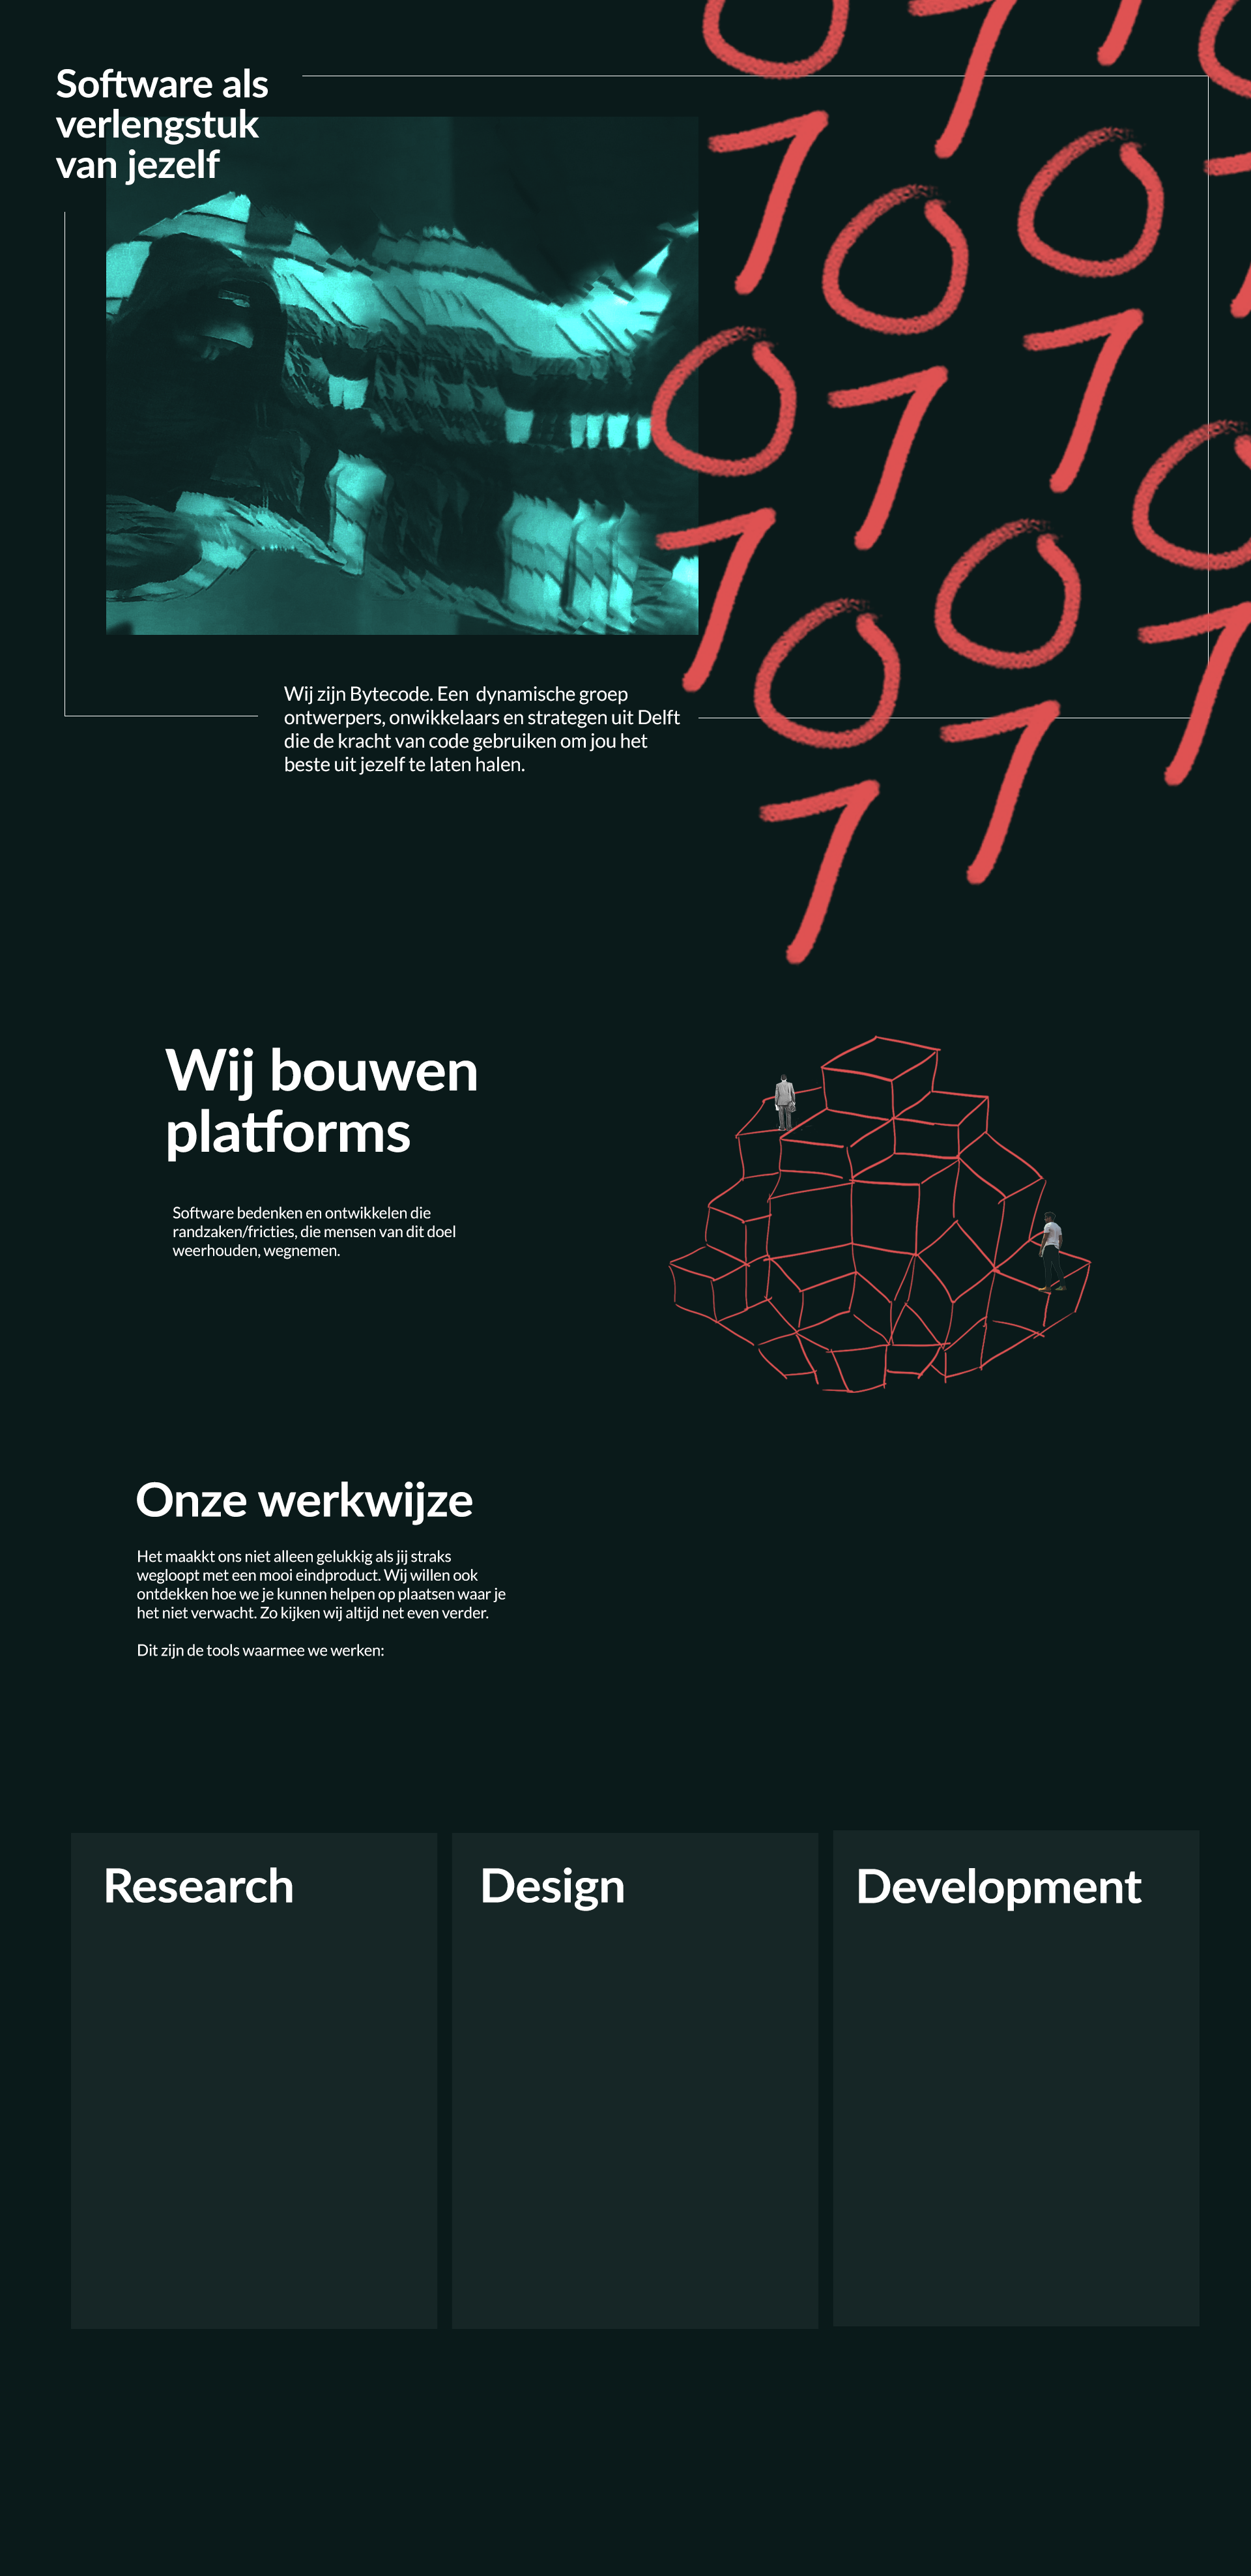 Software als
verlengstuk
van jezelf
Wij zijn Bytecode. Een  dynamische groep
ontwerpers, onwikkelaars en strategen uit Delft
die de kracht van code gebruiken om jou het
beste uit jezelf te laten halen.
Wij bouwen
platforms
Software bedenken en ontwikkelen die
randzaken/fricties, die mensen van dit doel
weerhouden, wegnemen.
Onze werkwijze
Het maakkt ons niet alleen gelukkig als jij straks
wegloopt met een mooi eindproduct. Wij willen ook
ontdekken hoe we je kunnen helpen op plaatsen waar je
het niet verwacht. Zo kijken wij altijd net even verder.
Dit zijn de tools waarmee we werken:
Research
Design
Development